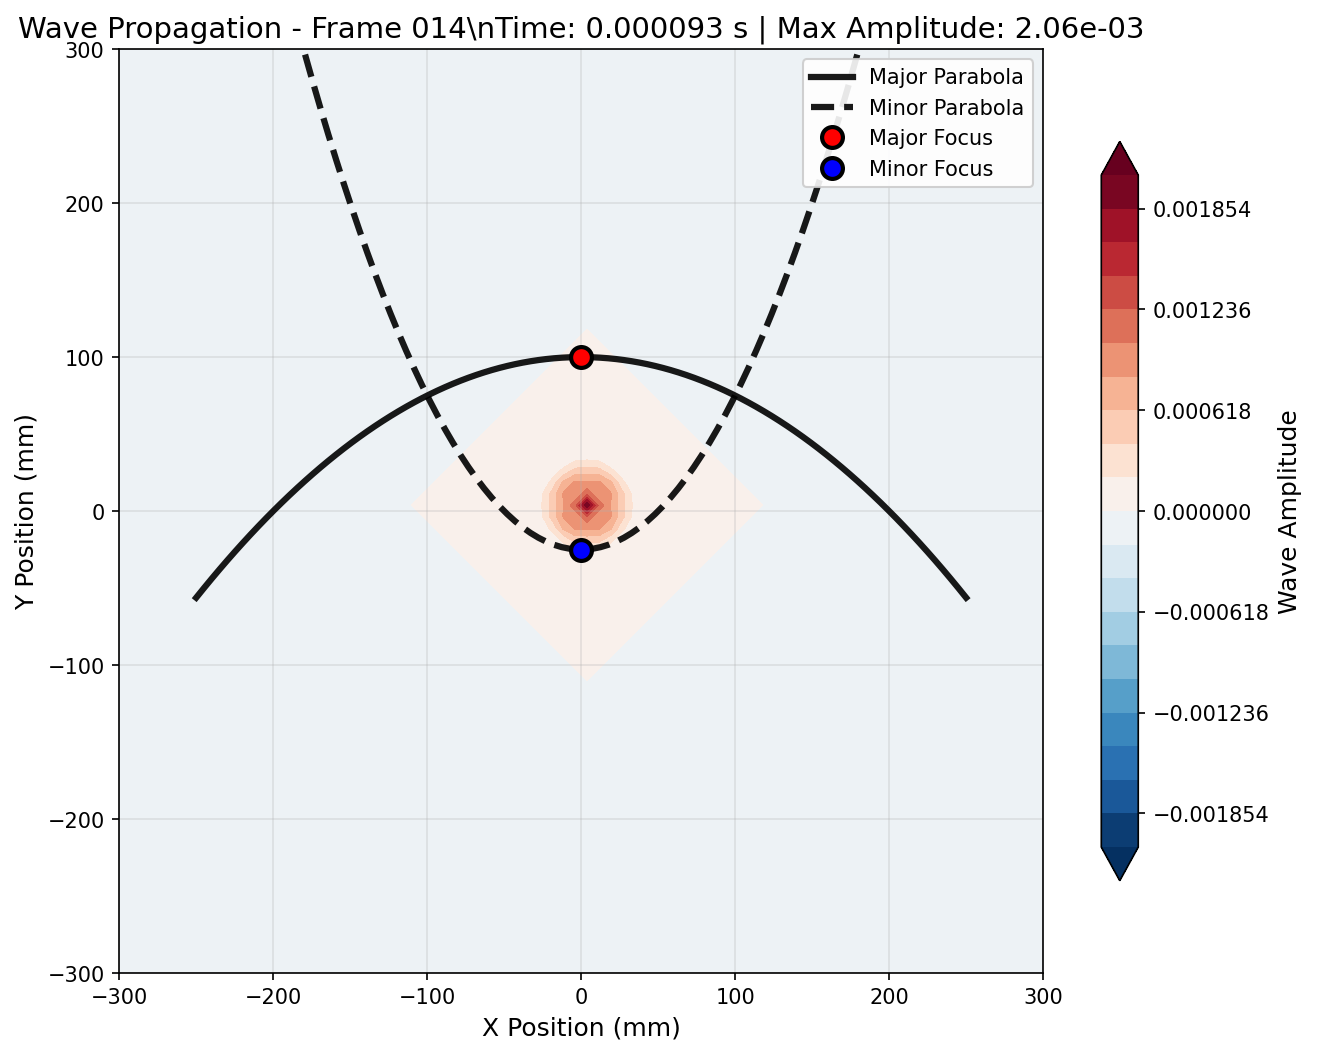 Wave Propagation - Frame 014\nTime: 0.000093 s | Max Amplitude: 2.06e-03
Major Parabola
Minor Parabola
Major Focus
Minor Focus
300
200
100
0
−100
−200
−300
Y Position (mm)
−300
−200
−100
0
100
200
300
X Position (mm)
0.001854
0.001236
0.000618
0.000000
−0.000618
−0.001236
−0.001854
Wave Amplitude